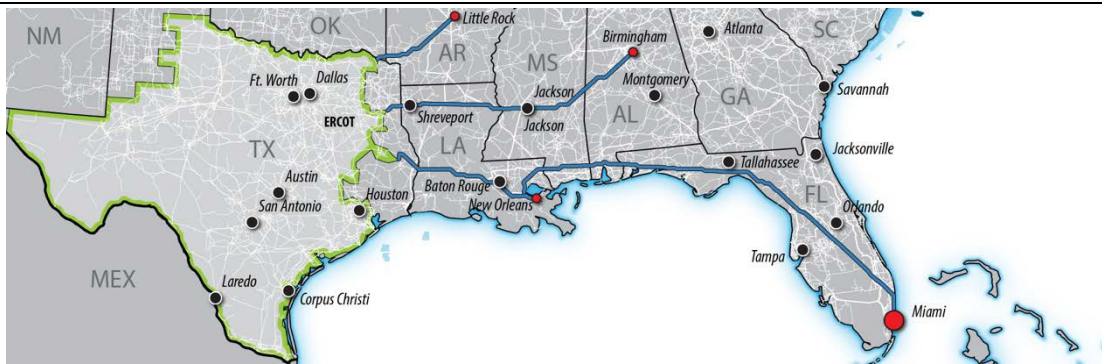 Little Rock
NM
OK
AR
Birmingham
Atlanta
SC
MS
Ft. Worth
Dallas
Montgomery
GA
Savannah
Shreveport
Jackson
Jackson
AL
ERCOT
TX
LA
Jacksonville
Tallahassee
Austin
Baton Rouge
Houston
San Antonio
New Orleans
FL
Orlando
Tampa
MEX
Laredo
Corpus Christi
Miami